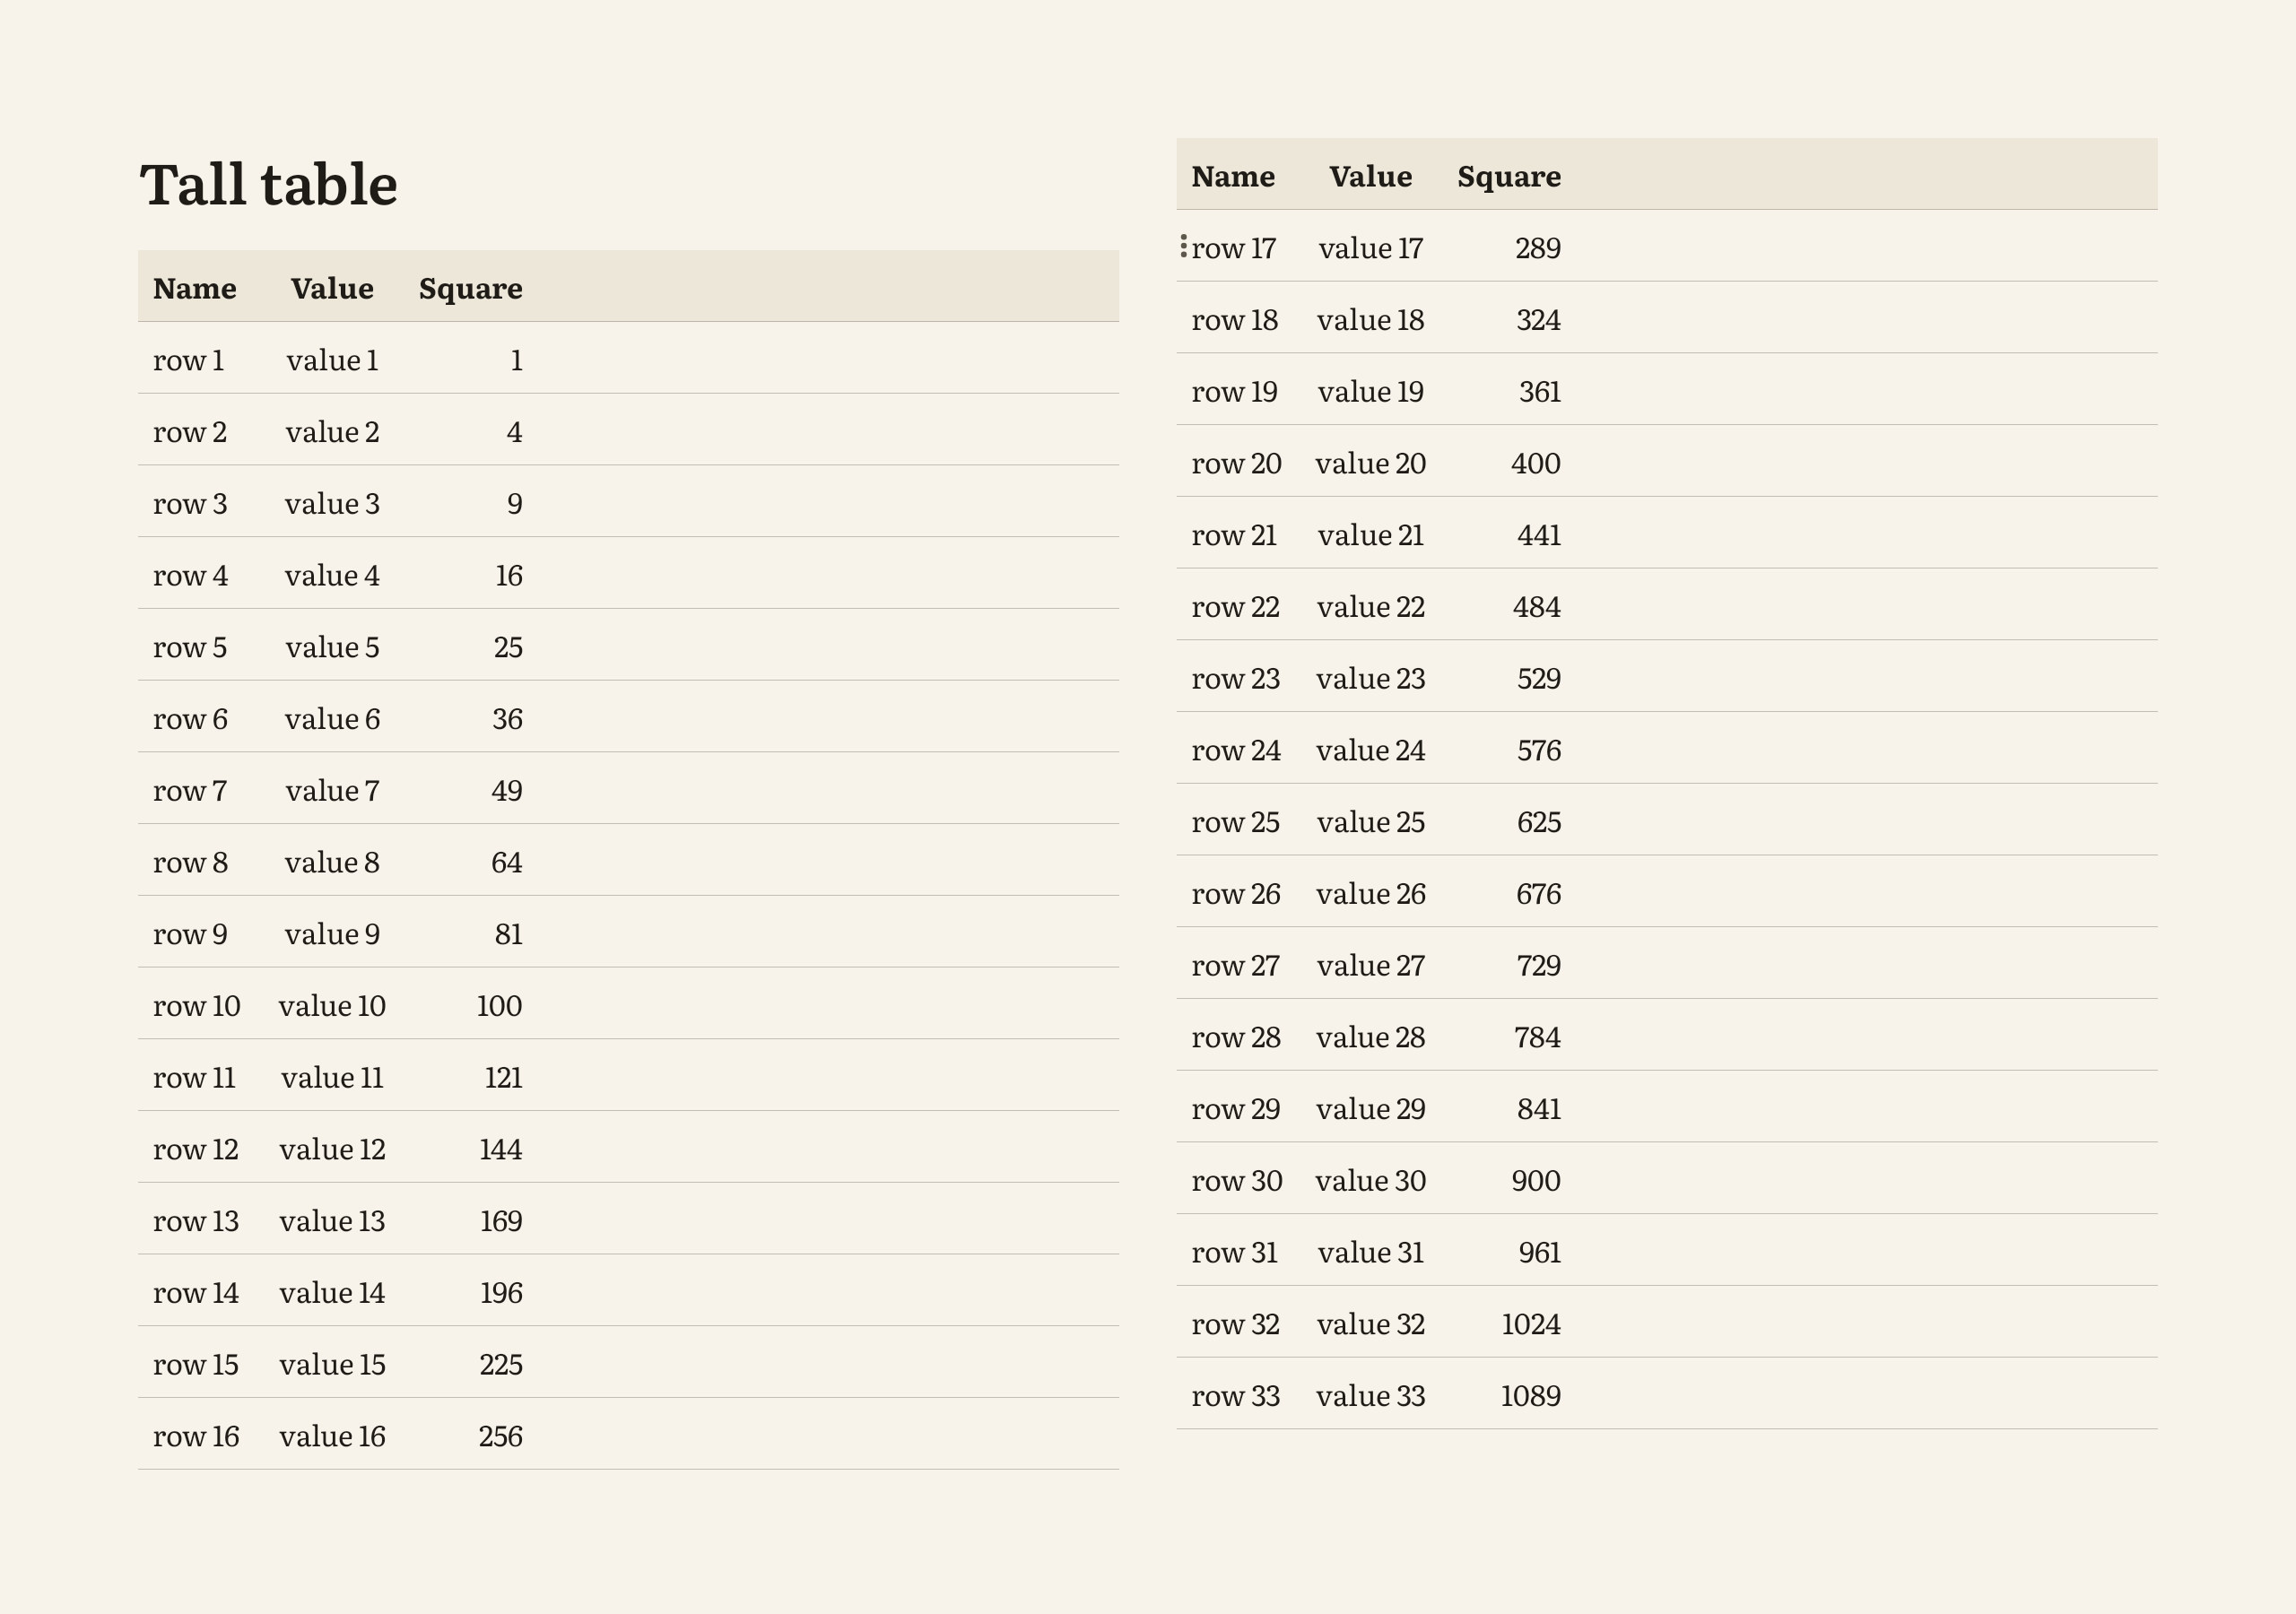 Tall table
Name Value Square
row 1 value 1 1
row 2 value 2 4
row 3 value 3 9
row 4 value 4 16
row 5 value 5 25
row 6 value 6 36
row 7 value 7 49
row 8 value 8 64
row 9 value 9 81
row 10 value 10 100
row 11 value 11 121
row 12 value 12 144
row 13 value 13 169
row 14 value 14 196
row 15 value 15 225
row 16 value 16 256
Name Value Square
row 17 value 17 289
row 18 value 18 324
row 19 value 19 361
row 20 value 20 400
row 21 value 21 441
row 22 value 22 484
row 23 value 23 529
row 24 value 24 576
row 25 value 25 625
row 26 value 26 676
row 27 value 27 729
row 28 value 28 784
row 29 value 29 841
row 30 value 30 900
row 31 value 31 961
row 32 value 32 1024
row 33 value 33 1089